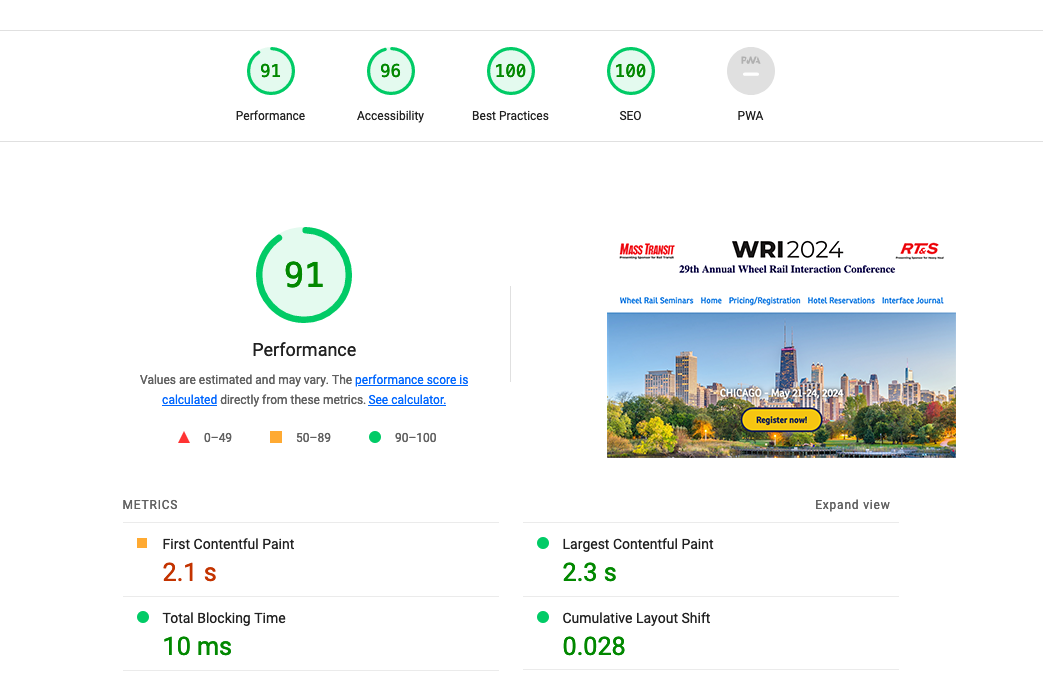 91
96
100
100
PWA
Performance
Accessibility
Best Practices
SEO
PWA
91
Performance
Values are estimated and may vary. The performance score is
calculated directly from these metrics. See calculator.
0–49
50–89
90–100
MASS TRANSIT
WRI2024
RT&S
29th Annual Wheel Rail Interaction Conference
Wheel Rail Seminars Home Pricing/Registration Hotel Reservations Interface Journal
CHICAGO - May 21-24, 2024
Register now!
METRICS
Expand view
First Contentful Paint
2.1 s
Largest Contentful Paint
2.3 s
Total Blocking Time
10 ms
Cumulative Layout Shift
0.028